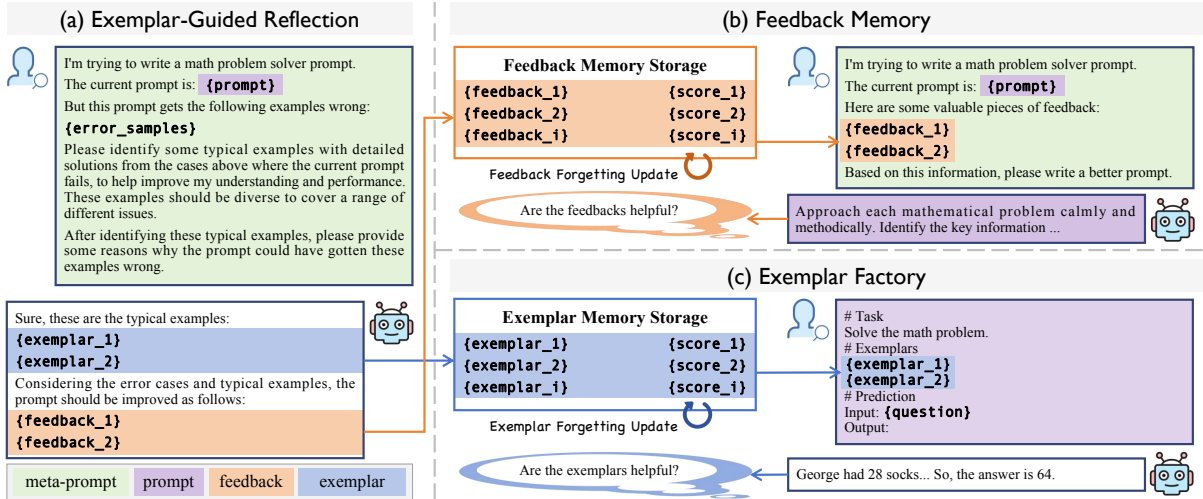 (a) Exemplar-Guided Reflection
I'm trying to write a math problem solver prompt.
The current prompt is: {prompt}
But this prompt gets the following examples wrong:
{error_samples}
Please identify some typical examples with detailed
solutions from the cases above where the current prompt
fails, to help improve my understanding and performance.
These examples should be diverse to cover a range of
different issues.
After identifying these typical examples, please provide
some reasons why the prompt could have gotten these
examples wrong.
Sure, these are the typical examples:
{exemplar_1}
{exemplar_2}
Considering the error cases and typical examples, the
prompt should be improved as follows:
{feedback_1}
{feedback_2}
meta-prompt prompt feedback exemplar
(b) Feedback Memory
Feedback Memory Storage
{feedback_1} {score_1}
{feedback_2} {score_2}
{feedback_i} {score_i}
Feedback Forgetting Update
I'm trying to write a math problem solver prompt.
The current prompt is: {prompt}
Here are some valuable pieces of feedback:
{feedback_1}
{feedback_2}
Based on this information, please write a better prompt.
Are the feedbacks helpful?
Approach each mathematical problem calmly and
methodically. Identify the key information ...
(c) Exemplar Factory
Exemplar Memory Storage
{exemplar_1} {score_1}
{exemplar_2} {score_2}
{exemplar_i} {score_i}
Exemplar Forgetting Update
# Task
Solve the math problem.
# Exemplars
{exemplar_1}
{exemplar_2}
# Prediction
Input: {question}
Output:
Are the exemplars helpful?
George had 28 socks... So, the answer is 64.